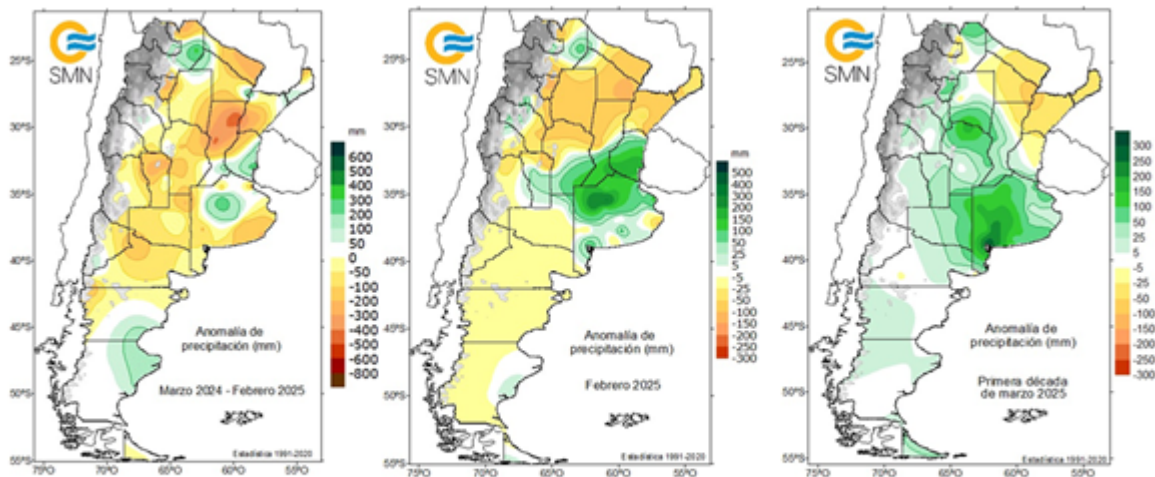 SMN
25°S
30°S
35°S
40°S
45°S
50°S
55°S
75°O
70°O
65°O
60°O
55°O
mm
600
400
300
200
100
50
0
-50
-100
-200
-300
-400
-500
-600
-800
Anomalía de
precipitación (mm)
Marzo 2024 - Febrero 2025
Estadística 1991-2020
SMN
25°S
30°S
35°S
40°S
45°S
50°S
55°S
75°O
70°O
65°O
60°O
55°O
mm
500
300
200
150
100
50
25
5
-5
-25
-50
-100
-150
-200
-250
-300
Anomalía de
precipitación (mm)
Febrero 2025
Estadística 1991-2020
SMN
25°S
30°S
35°S
40°S
45°S
50°S
55°S
75°O
70°O
65°O
60°O
55°O
350
300
250
200
150
100
50
25
5
-5
-25
-50
-100
-150
-200
-250
-300
Anomalía de
precipitación (mm)
Primera década
de marzo 2025
Estadística 1991-2020